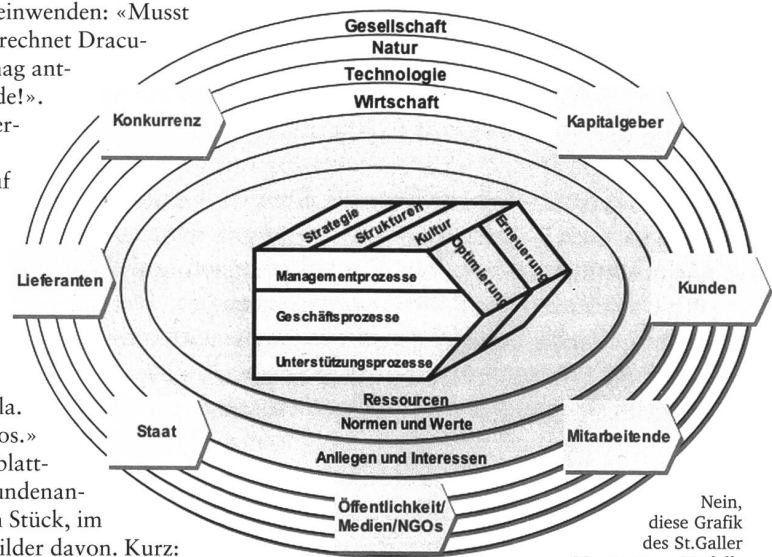 einwenden: «Musst
rechnet Dracu-
ant-
de!».
er-
la.
os.»
blatt-
undenan-
Stück, im
ilder davon. Kurz:
Gesellschaft
Natur
Technologie
Wirtschaft
Konkurrenz
Kapitalgeber
Lieferanten
Kunden
Strategie
Strukturen
Kultur
Optimierung
Erneuerung
Managementprozesse
Geschäftsprozesse
Unterstützungsprozesse
Ressourcen
Normen und Werte
Anliegen und Interessen
Staat
Mitarbeitende
Öffentlichkeit/
Medien/NGOs
Nein,
diese Grafik
des St.Galler